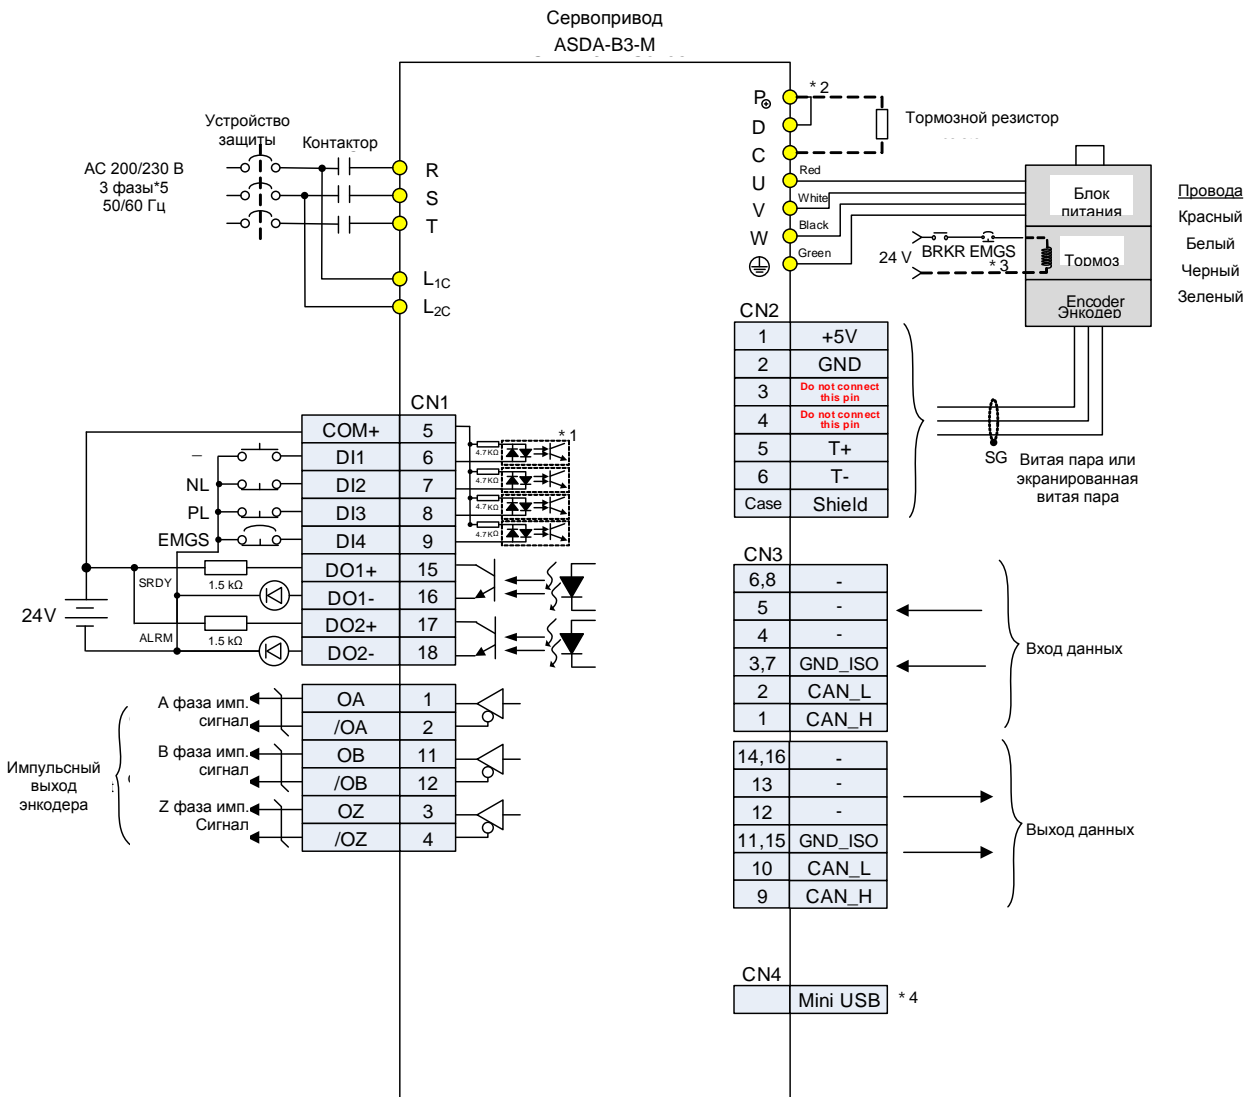 Сервопривод
ASDA-B3-M
Устройство
защиты
Контактор
AC 200/230 В
3 фазы*5
50/60 Гц
R
S
T
L1C
L2C
P⊕
* 2
D
C
Тормозной резистор
U
Red
V
White
W
Black
Green
24 V
BRKR
EMGS
* 3
Блок
питания
Тормоз
Encoder
Энкодер
Провода
Красный
Белый
Черный
Зеленый
CN2
1 +5V
2 GND
3 Do not connect
this pin
4 Do not connect
this pin
5 T+
6 T-
Case Shield
SG
Витая пара или
экранированная
витая пара
CN1
COM+ 5
– DI1 6
NL DI2 7
PL DI3 8
EMGS DI4 9
* 1
4.7KΩ
4.7KΩ
4.7KΩ
4.7KΩ
SRDY
1.5 kΩ
DO1+ 15
DO1- 16
24V
ALRM
1.5 kΩ
DO2+ 17
DO2- 18
Импульсный
выход
энкодера
А фаза имп.
сигнал
OA 1
/OA 2
В фаза имп.
сигнал
OB 11
/OB 12
Z фаза имп.
Сигнал
OZ 3
/OZ 4
CN3
6,8 -
5 -
4 -
3,7 GND_ISO
2 CAN_L
1 CAN_H
Вход данных
14,16 -
13 -
12 -
11,15 GND_ISO
10 CAN_L
9 CAN_H
Выход данных
CN4
Mini USB
* 4